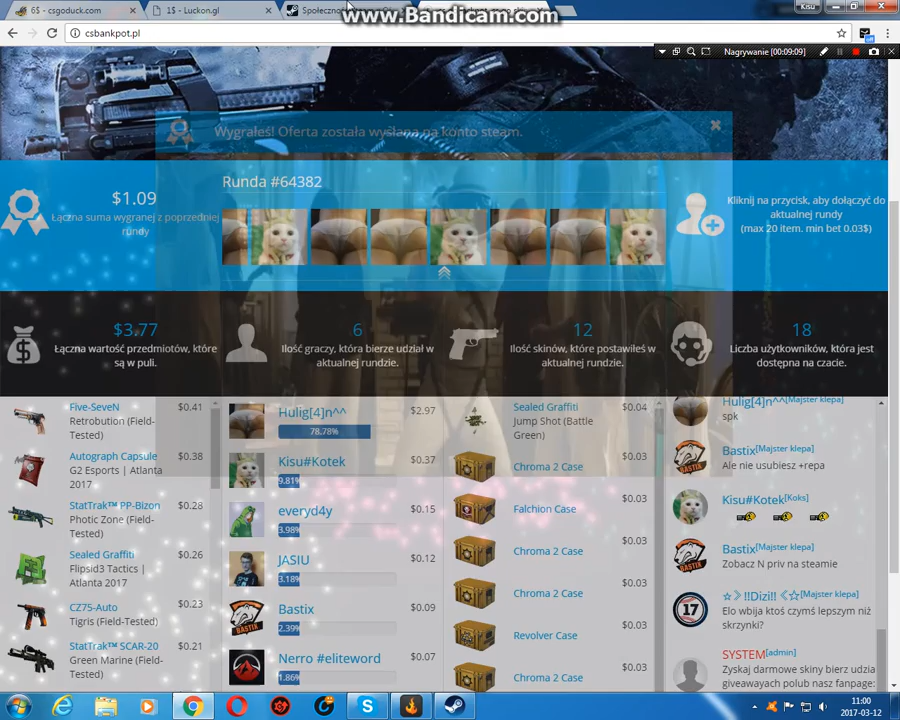 6$ - csgoduck.com
1$ - Luckon.gl
www.Bandicam.com
Kisu
csbankpot.pl
Nagrywanie [00:09:09]
Wygrałeś! Oferta została wysłana na konto steam.
$1.09
Łączna suma wygranej z poprzedniej
rundy
Runda #64382
Kliknij na przycisk, aby dołączyć do
aktualnej rundy
(max 20 item. min bet 0.03$)
$3.77
Łączna wartość przedmiotów, które
są w puli.
6
Ilość graczy, która bierze udział w
aktualnej rundzie.
12
Ilość skinów, które postawiłeś w
aktualnej rundzie.
18
Liczba użytkowników, która jest
dostępna na czacie.
Five-SeveN $0.41
Retrobution (Field-
Tested)
Autograph Capsule $0.38
G2 Esports | Atlanta
2017
StatTrak™ PP-Bizon $0.28
Photic Zone (Field-
Tested)
Sealed Graffiti $0.26
Flipsid3 Tactics |
Atlanta 2017
CZ75-Auto $0.23
Tigris (Field-Tested)
StatTrak™ SCAR-20 $0.21
Green Marine (Field-
Tested)
Hulig[4]n^^ $2.97
78.78%
Kisu#Kotek $0.37
9.81%
everyd4y $0.15
3.98%
JASIU $0.12
3.18%
Bastix $0.09
2.39%
Nerro #eliteword $0.07
1.86%
Sealed Graffiti $0.04
Jump Shot (Battle
Green)
Chroma 2 Case $0.03
Falchion Case $0.03
Chroma 2 Case $0.03
Chroma 2 Case $0.03
Revolver Case $0.03
Chroma 2 Case $0.03
Hulig[4]n^^[Majster klepa]
spk
Bastix[Majster klepa]
Ale nie usubiesz +repa
Kisu#Kotek[Koks]
Bastix[Majster klepa]
Zobacz N priv na steamie
☆》!!Dizi!!《☆[Majster klepa]
Elo wbija ktoś czymś lepszym niż
skrzynki?
17
SYSTEM[admin]
Zyskaj darmowe skiny bierz udziła
giveawayach polub nasz fanpage:
11:00
2017-03-12